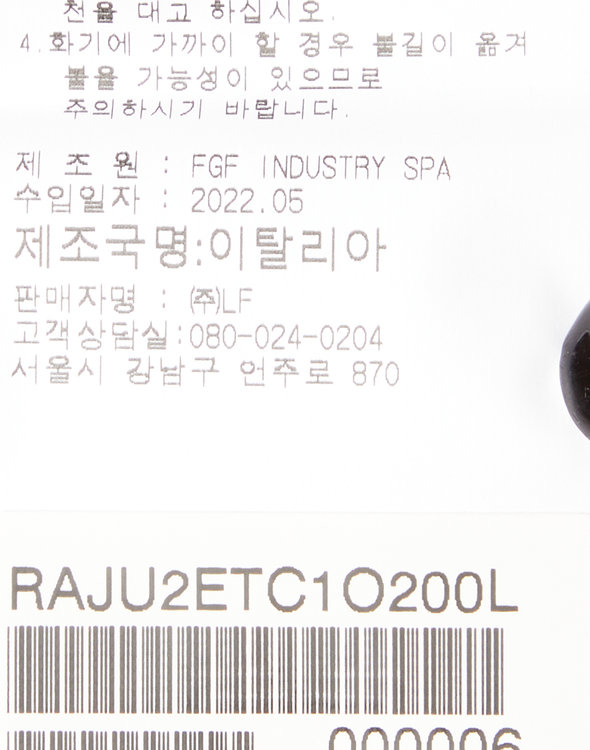 천을 대고 하십시오.
4.화기에 가까이 할 경우 불길이 옮겨
붙을 가능성이 있으므로
주의하시기 바랍니다.
제 조 원 : FGF INDUSTRY SPA
수입일자 : 2022.05
제조국명:이탈리아
판매자명 : ㈜LF
고객상담실:080-024-0204
서울시 강남구 언주로 870
RAJU2ETC1O200L
000006